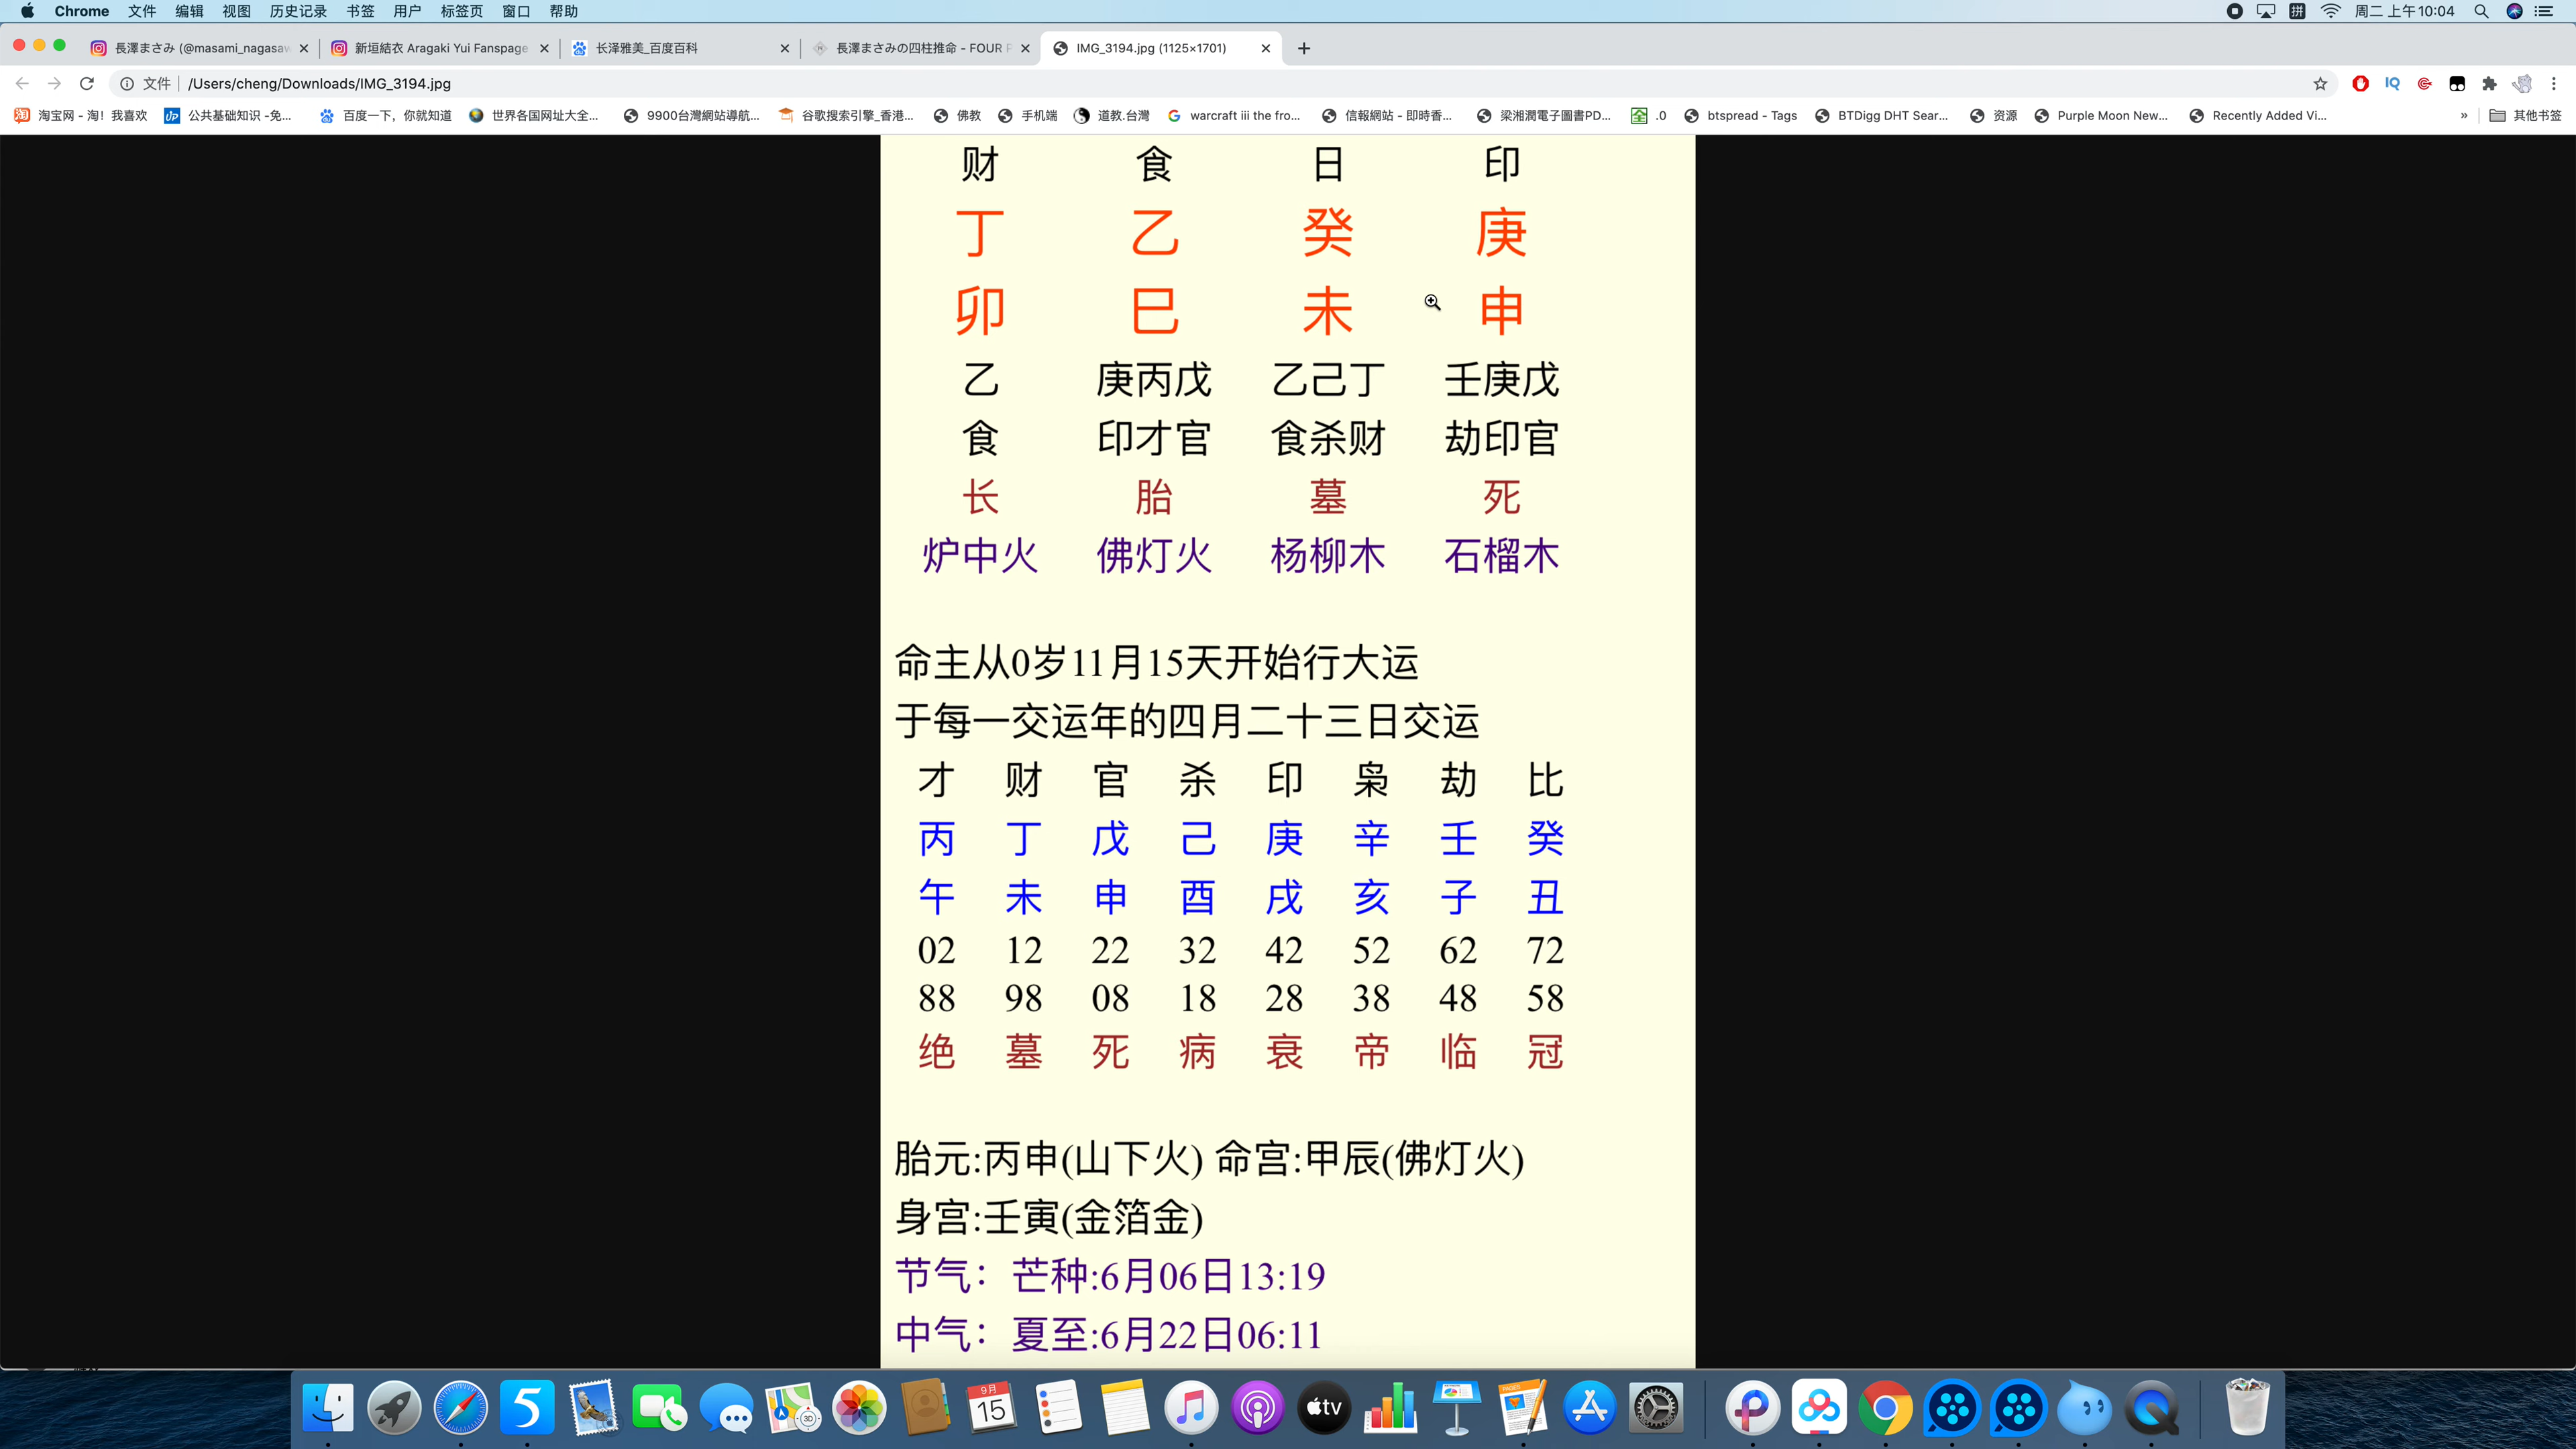 Chrome 文件 编辑 视图 历史记录 书签 用户 标签页 窗口 帮助 拼 周二上午10:04
長澤まさみ (@masami_nagasaw 新垣結衣 Aragaki Yui Fanspage 长泽雅美_百度百科 長澤まさみの四柱推命 - FOUR P IMG_3194.jpg (1125×1701)
文件 /Users/cheng/Downloads/IMG_3194.jpg IQ
淘宝网 - 淘！我喜欢 公共基础知识 -免... 百度一下，你就知道 世界各国网址大全... 9900台灣網站導航... 谷歌搜索引擎_香港... 佛教 手机端 道教.台灣 warcraft iii the fro... 信報網站 - 即時香... 梁湘潤電子圖書PD... .0 btspread - Tags BTDigg DHT Sear... 资源 Purple Moon New... Recently Added Vi... » 其他书签
财 食 日 印
丁 乙 癸 庚
卯 巳 未 申
乙 庚丙戊 乙己丁 壬庚戊
食 印才官 食杀财 劫印官
长 胎 墓 死
炉中火 佛灯火 杨柳木 石榴木
命主从0岁11月15天开始行大运
于每一交运年的四月二十三日交运
才 财 官 杀 印 枭 劫 比
丙 丁 戊 己 庚 辛 壬 癸
午 未 申 酉 戌 亥 子 丑
02 12 22 32 42 52 62 72
88 98 08 18 28 38 48 58
绝 墓 死 病 衰 帝 临 冠
胎元:丙申(山下火) 命宫:甲辰(佛灯火)
身宫:壬寅(金箔金)
节气：芒种:6月06日13:19
中气：夏至:6月22日06:11
9月
15
tv
PAGES